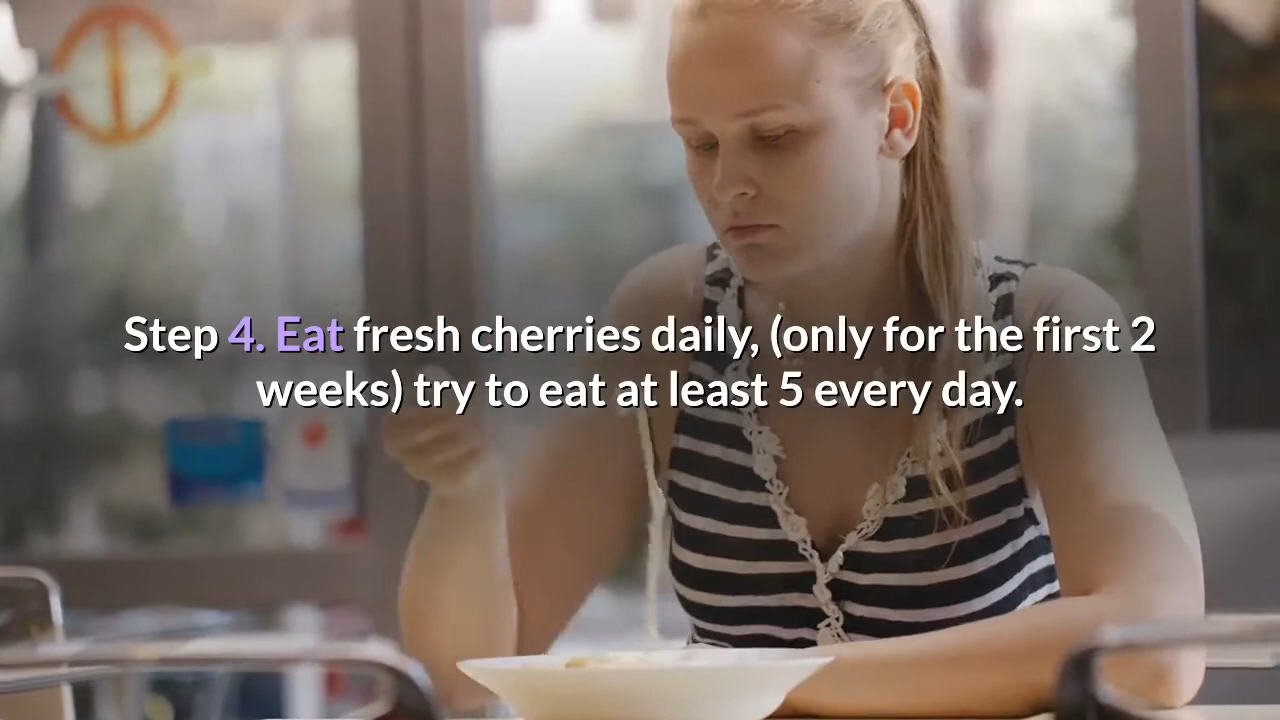 Step 4. Eat fresh cherries daily, (only for the first 2
weeks) try to eat at least 5 every day.